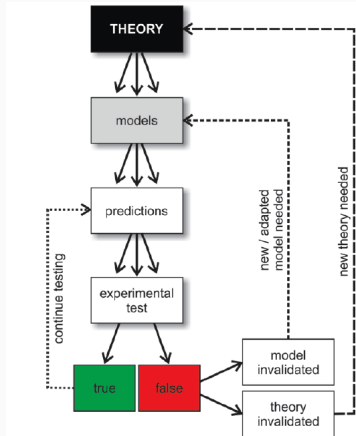 THEORY
models
predictions
experimental
test
true
false
model
invalidated
theory
invalidated
continue testing
new / adapted
model needed
new theory needed